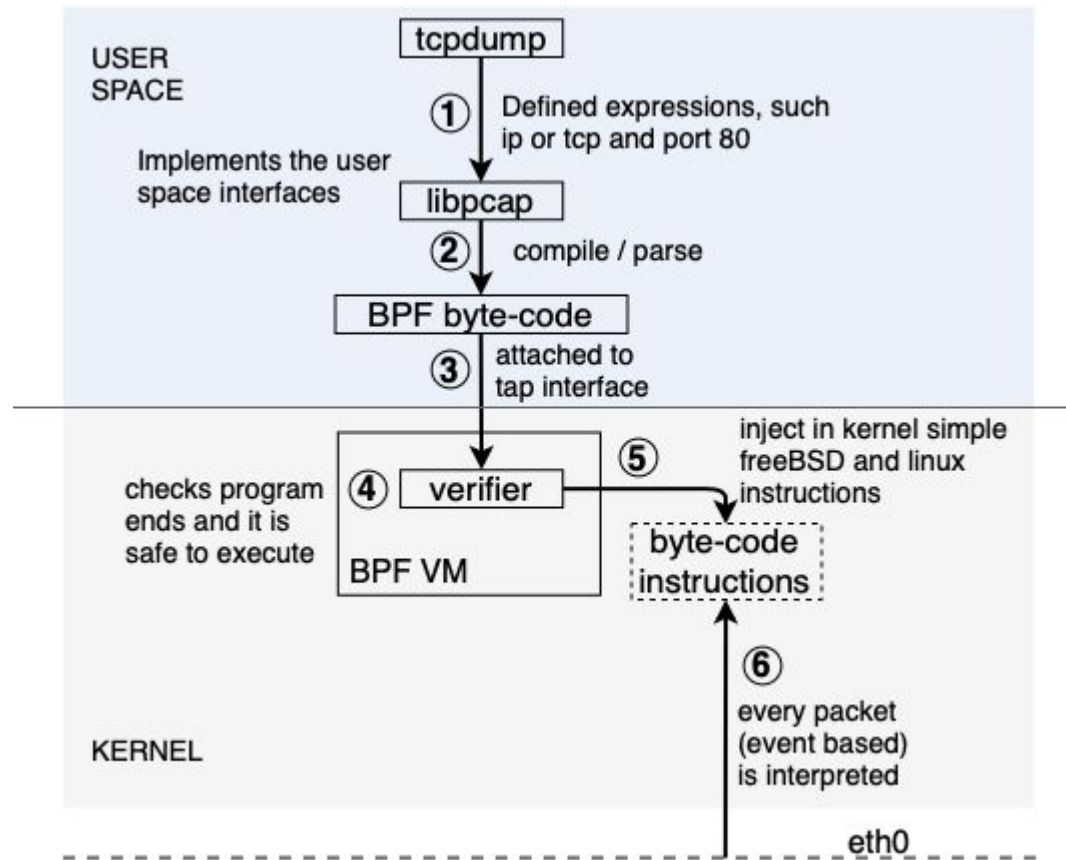 tcpdump
USER
SPACE
①
Defined expressions, such
ip or tcp and port 80
Implements the user
space interfaces
libpcap
②
compile / parse
BPF byte-code
③
attached to
tap interface
inject in kernel simple
freeBSD and linux
instructions
⑤
④
verifier
checks program
ends and it is
safe to execute
BPF VM
byte-code
instructions
⑥
every packet
(event based)
is interpreted
KERNEL
eth0